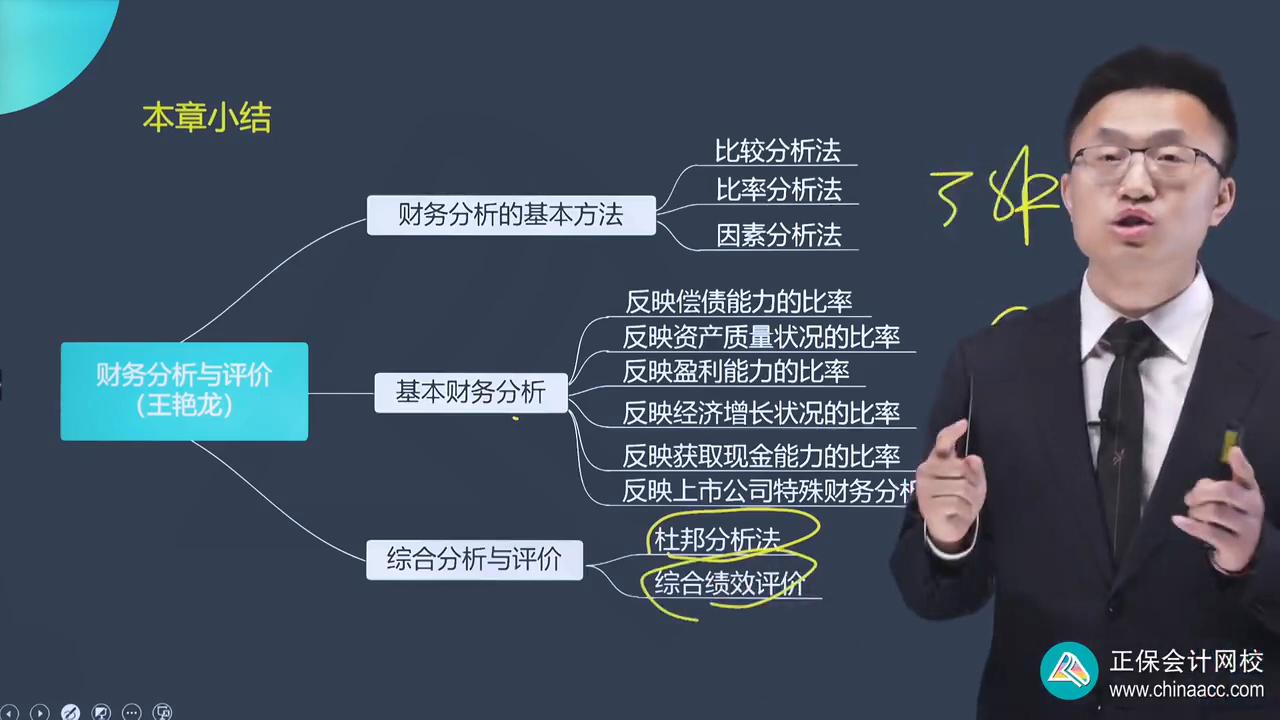 本章小结
财务分析与评价
（王艳龙）
财务分析的基本方法
比较分析法
比率分析法
因素分析法
基本财务分析
反映偿债能力的比率
反映资产质量状况的比率
反映盈利能力的比率
反映经济增长状况的比率
反映获取现金能力的比率
反映上市公司特殊财务分析
综合分析与评价
杜邦分析法
综合绩效评价
正保会计网校
www.chinaacc.com